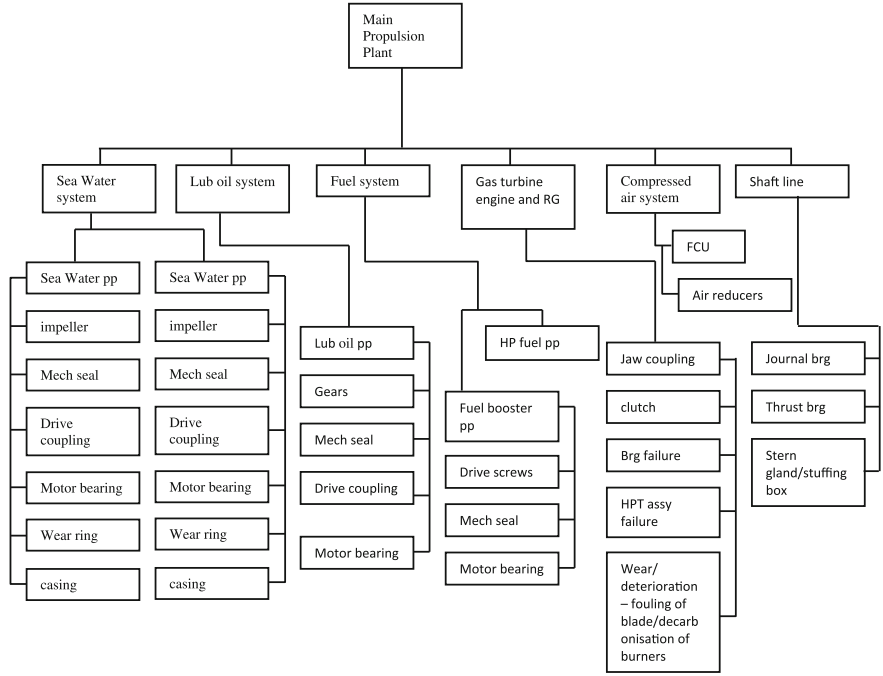 Main
Propulsion
Plant
Sea Water
system
Lub oil system
Fuel system
Gas turbine
engine and RG
Compressed
air system
Shaft line
Sea Water pp
impeller
Mech seal
Drive
coupling
Motor bearing
Wear ring
casing
Sea Water pp
impeller
Mech seal
Drive
coupling
Motor bearing
Wear ring
casing
Lub oil pp
Gears
Mech seal
Drive coupling
Motor bearing
HP fuel pp
Fuel booster
pp
Drive screws
Mech seal
Motor bearing
Jaw coupling
clutch
Brg failure
HPT assy
failure
Wear/
deterioration
– fouling of
blade/decarb
onisation of
burners
FCU
Air reducers
Journal brg
Thrust brg
Stern
gland/stuffing
box